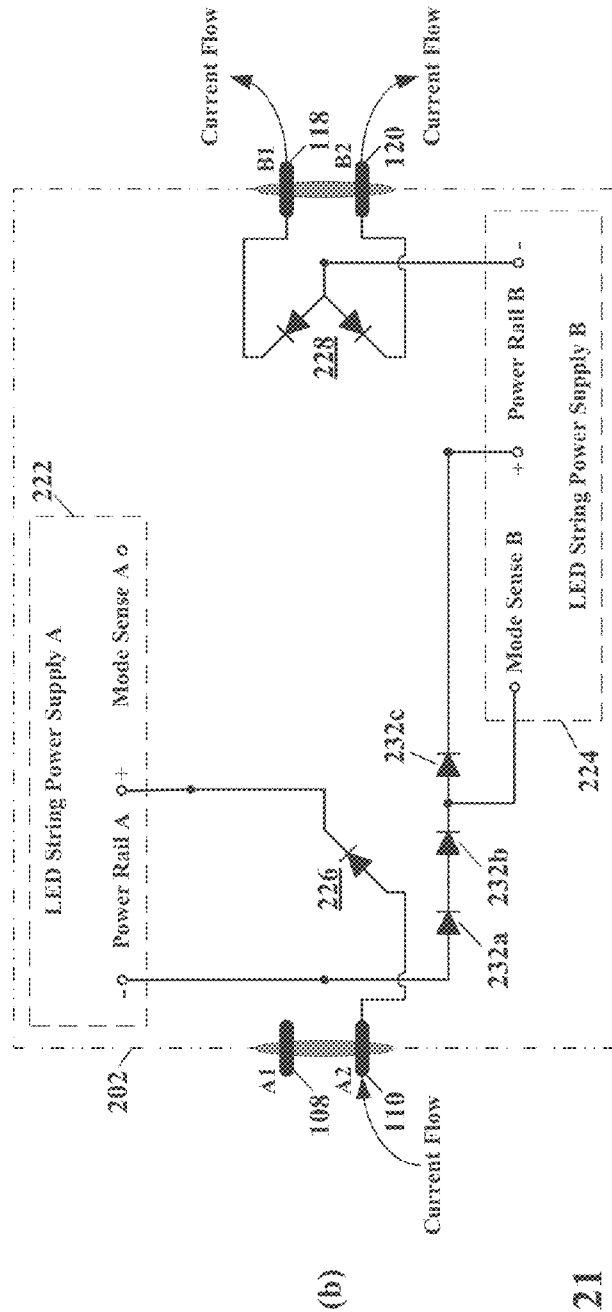 222
LED String Power Supply A
- Power Rail A + Mode Sense A
202
A1
108
A2
110
Current Flow
226
232a
232b
232c
228
B1
118
B2
120
Current Flow
Current Flow
Mode Sense B + Power Rail B -
LED String Power Supply B
224
(b)
21